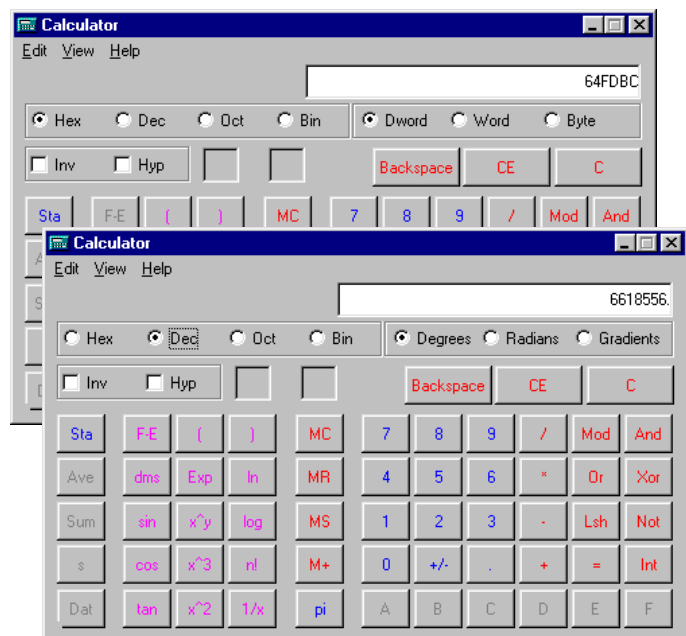 Calculator
Edit View Help
64FDBC
Hex Dec Oct Bin Dword Word Byte
Inv Hyp Backspace CE C
Sta F-E ( ) MC 7 8 9 / Mod And
Calculator
Edit View Help
6618556.
Hex Dec Oct Bin Degrees Radians Gradients
Inv Hyp Backspace CE C
Sta F-E ( ) MC 7 8 9 / Mod And
Ave dms Exp ln MR 4 5 6 * Or Xor
Sum sin x^y log MS 1 2 3 - Lsh Not
s cos x^3 n! M+ 0 +/- . + = Int
Dat tan x^2 1/x pi A B C D E F